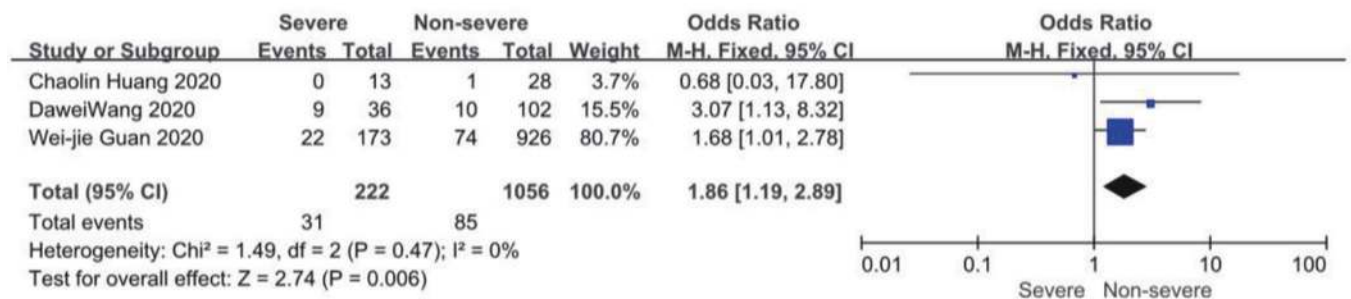 Severe Non-severe Odds Ratio Odds Ratio
Study or Subgroup Events Total Events Total Weight M-H, Fixed, 95% CI M-H, Fixed, 95% CI
Chaolin Huang 2020 0 13 1 28 3.7% 0.68 [0.03, 17.80]
DaweiWang 2020 9 36 10 102 15.5% 3.07 [1.13, 8.32]
Wei-jie Guan 2020 22 173 74 926 80.7% 1.68 [1.01, 2.78]
Total (95% CI) 222 1056 100.0% 1.86 [1.19, 2.89]
Total events 31 85
Heterogeneity: Chi² = 1.49, df = 2 (P = 0.47); I² = 0%
Test for overall effect: Z = 2.74 (P = 0.006)
0.01 0.1 1 10 100
Severe Non-severe